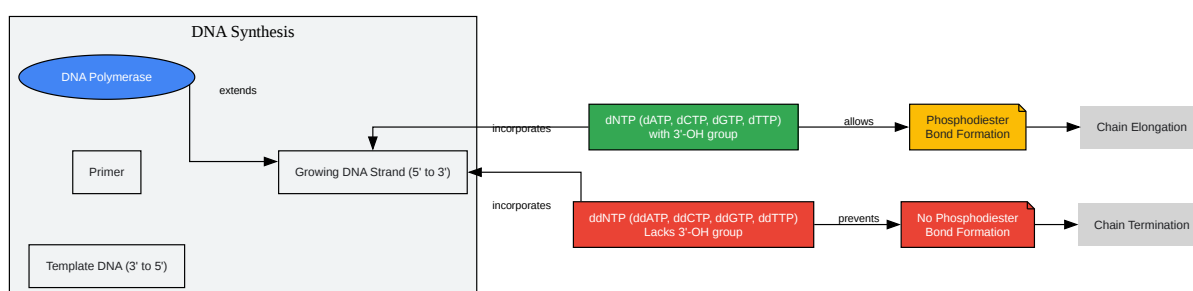 DNA Synthesis
DNA Polymerase
extends
Primer
Growing DNA Strand (5' to 3')
Template DNA (3' to 5')
incorporates
dNTP (dATP, dCTP, dGTP, dTTP)
with 3'-OH group
allows
Phosphodiester
Bond Formation
Chain Elongation
incorporates
ddNTP (ddATP, ddCTP, ddGTP, ddTTP)
Lacks 3'-OH group
prevents
No Phosphodiester
Bond Formation
Chain Termination